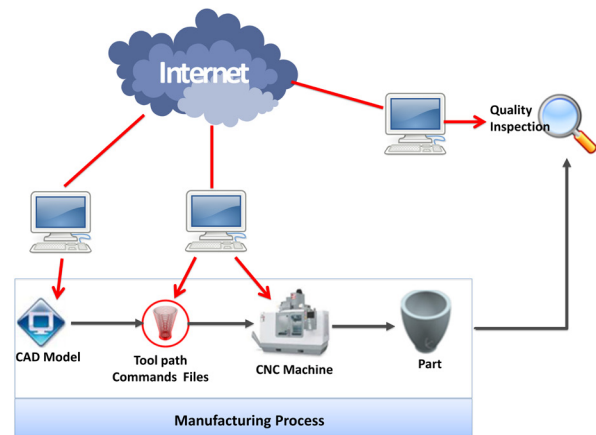 Internet
Quality
Inspection
CAD Model
Tool path
Commands Files
CNC Machine
Part
Manufacturing Process